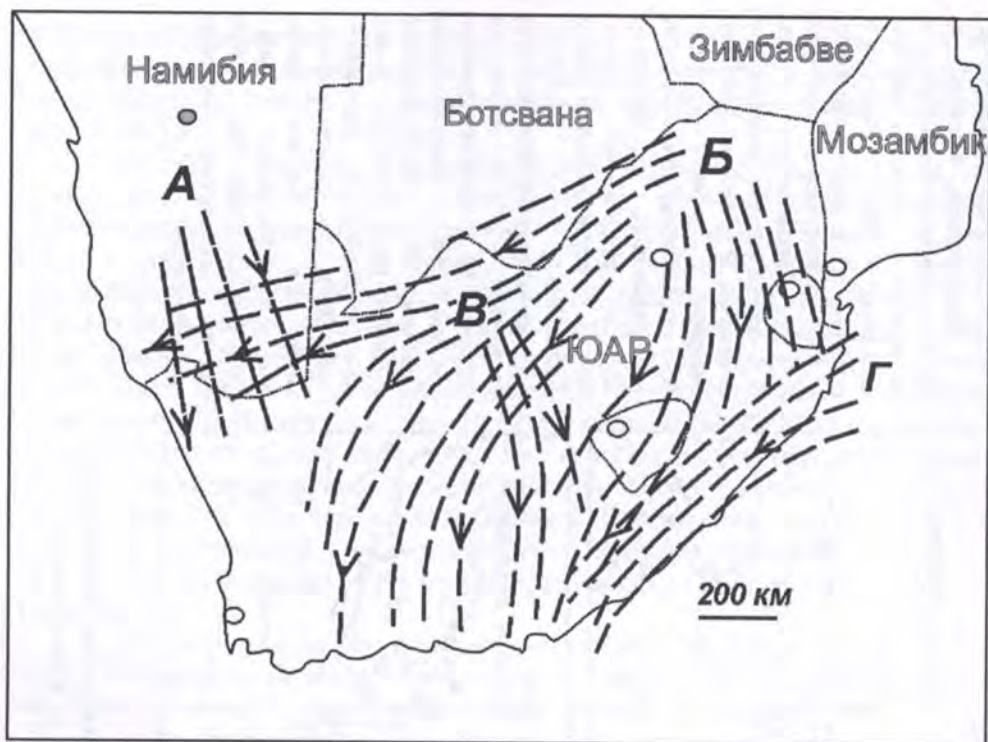 Намибия
Зимбабве
Ботсвана
Мозамбик
А
Б
В
ЮАР
Г
200 км